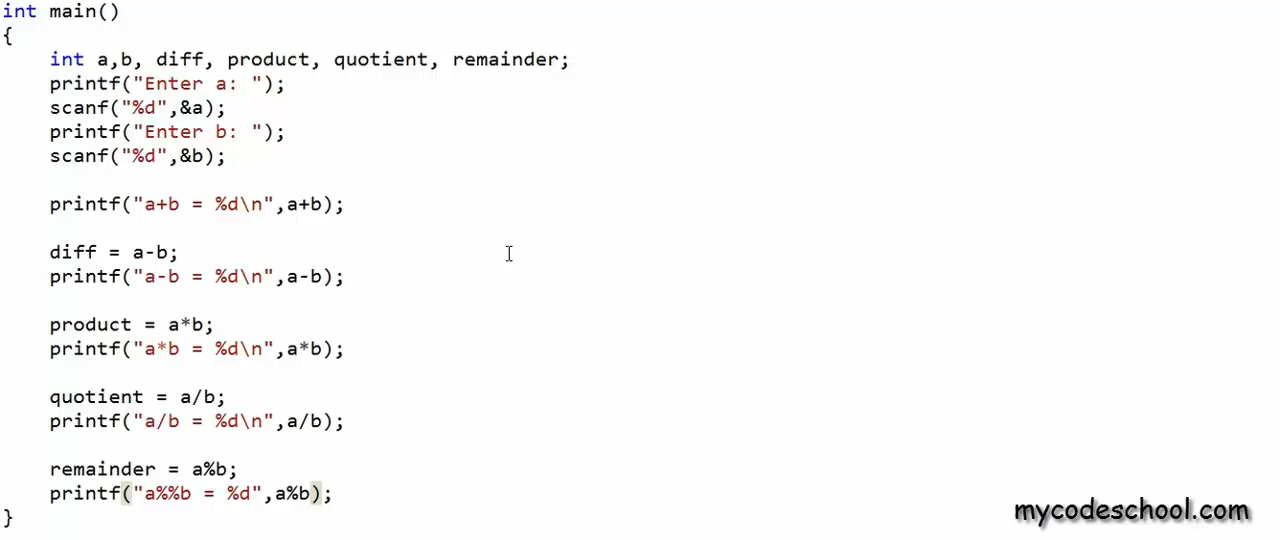 int main()
{
int a,b, diff, product, quotient, remainder;
printf("Enter a: ");
scanf("%d",&a);
printf("Enter b: ");
scanf("%d",&b);
printf("a+b = %d\n",a+b);
diff = a-b;
printf("a-b = %d\n",a-b);
product = a*b;
printf("a*b = %d\n",a*b);
quotient = a/b;
printf("a/b = %d\n",a/b);
remainder = a%b;
printf("a%%b = %d",a%b);
}
mycodeschool.com